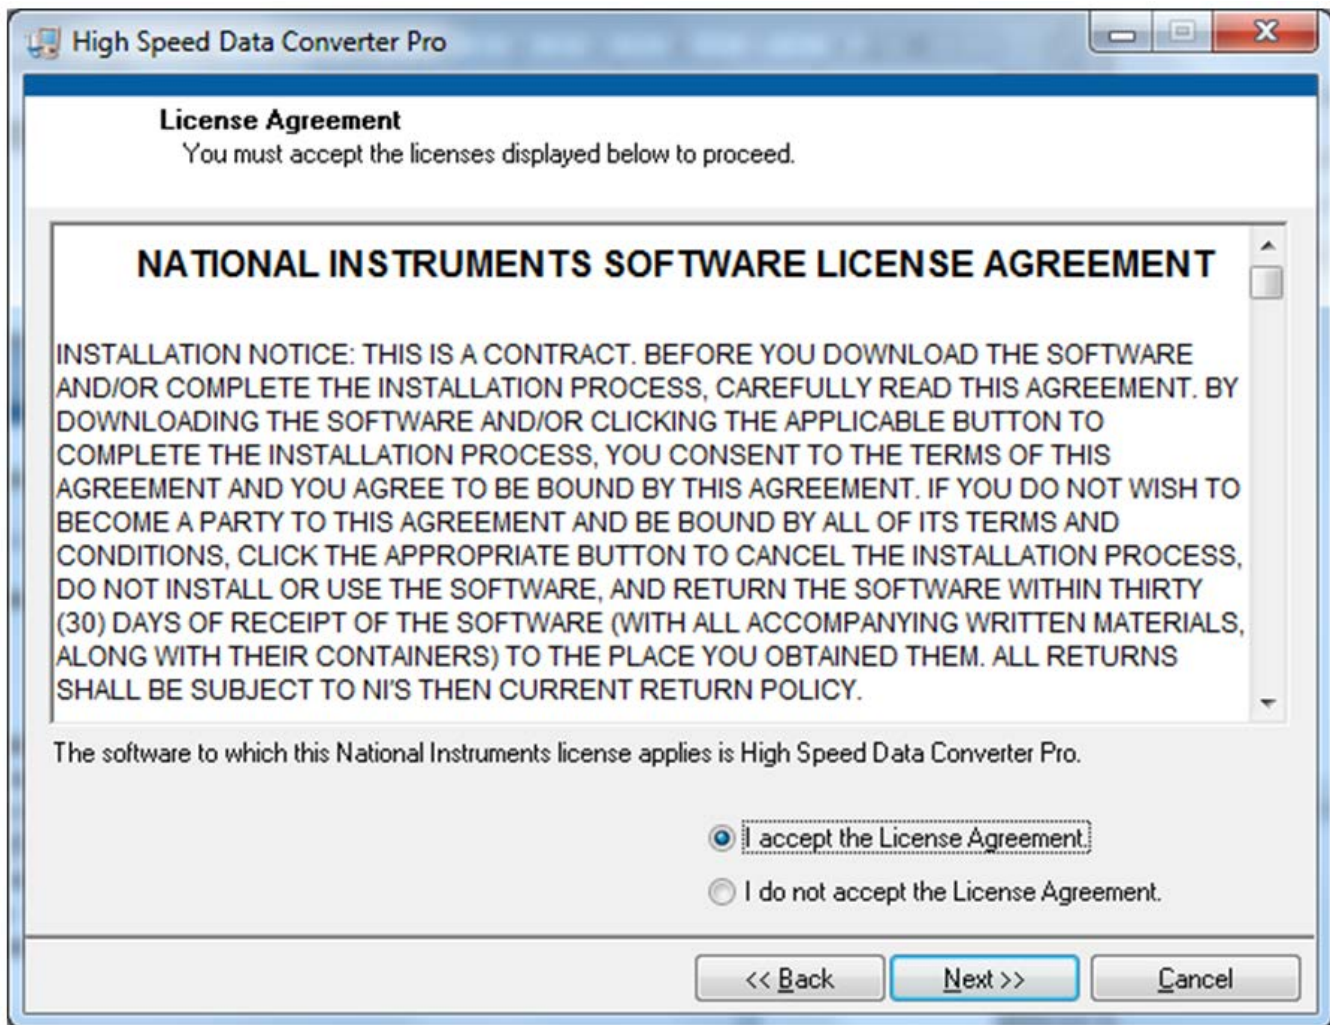 High Speed Data Converter Pro
License Agreement
You must accept the licenses displayed below to proceed.
NATIONAL INSTRUMENTS SOFTWARE LICENSE AGREEMENT
INSTALLATION NOTICE: THIS IS A CONTRACT. BEFORE YOU DOWNLOAD THE SOFTWARE
AND/OR COMPLETE THE INSTALLATION PROCESS, CAREFULLY READ THIS AGREEMENT. BY
DOWNLOADING THE SOFTWARE AND/OR CLICKING THE APPLICABLE BUTTON TO
COMPLETE THE INSTALLATION PROCESS, YOU CONSENT TO THE TERMS OF THIS
AGREEMENT AND YOU AGREE TO BE BOUND BY THIS AGREEMENT. IF YOU DO NOT WISH TO
BECOME A PARTY TO THIS AGREEMENT AND BE BOUND BY ALL OF ITS TERMS AND
CONDITIONS, CLICK THE APPROPRIATE BUTTON TO CANCEL THE INSTALLATION PROCESS,
DO NOT INSTALL OR USE THE SOFTWARE, AND RETURN THE SOFTWARE WITHIN THIRTY
(30) DAYS OF RECEIPT OF THE SOFTWARE (WITH ALL ACCOMPANYING WRITTEN MATERIALS,
ALONG WITH THEIR CONTAINERS) TO THE PLACE YOU OBTAINED THEM. ALL RETURNS
SHALL BE SUBJECT TO NI'S THEN CURRENT RETURN POLICY.
The software to which this National Instruments license applies is High Speed Data Converter Pro.
I accept the License Agreement.
I do not accept the License Agreement.
<< Back Next >> Cancel